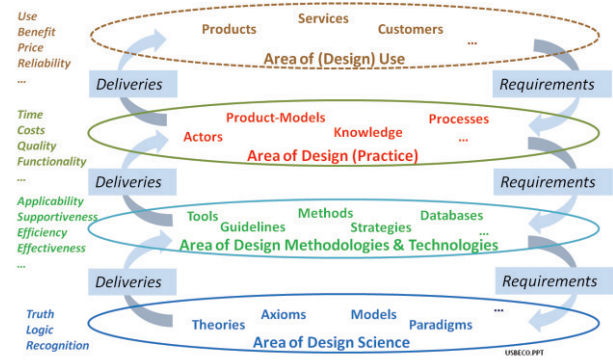 Use
Benefit
Price
Reliability
...
Services
Products
Customers
...
Area of (Design) Use
Deliveries
Requirements
Time
Costs
Quality
Functionality
...
Product-Models
Processes
Actors
Knowledge
...
Area of Design (Practice)
Deliveries
Requirements
Applicability
Supportiveness
Efficiency
Effectiveness
...
Tools
Methods
Databases
Guidelines
Strategies
...
Area of Design Methodologies & Technologies
Deliveries
Requirements
Truth
Logic
Recognition
Axioms
Models
...
Theories
Paradigms
Area of Design Science
USBECO.PPT